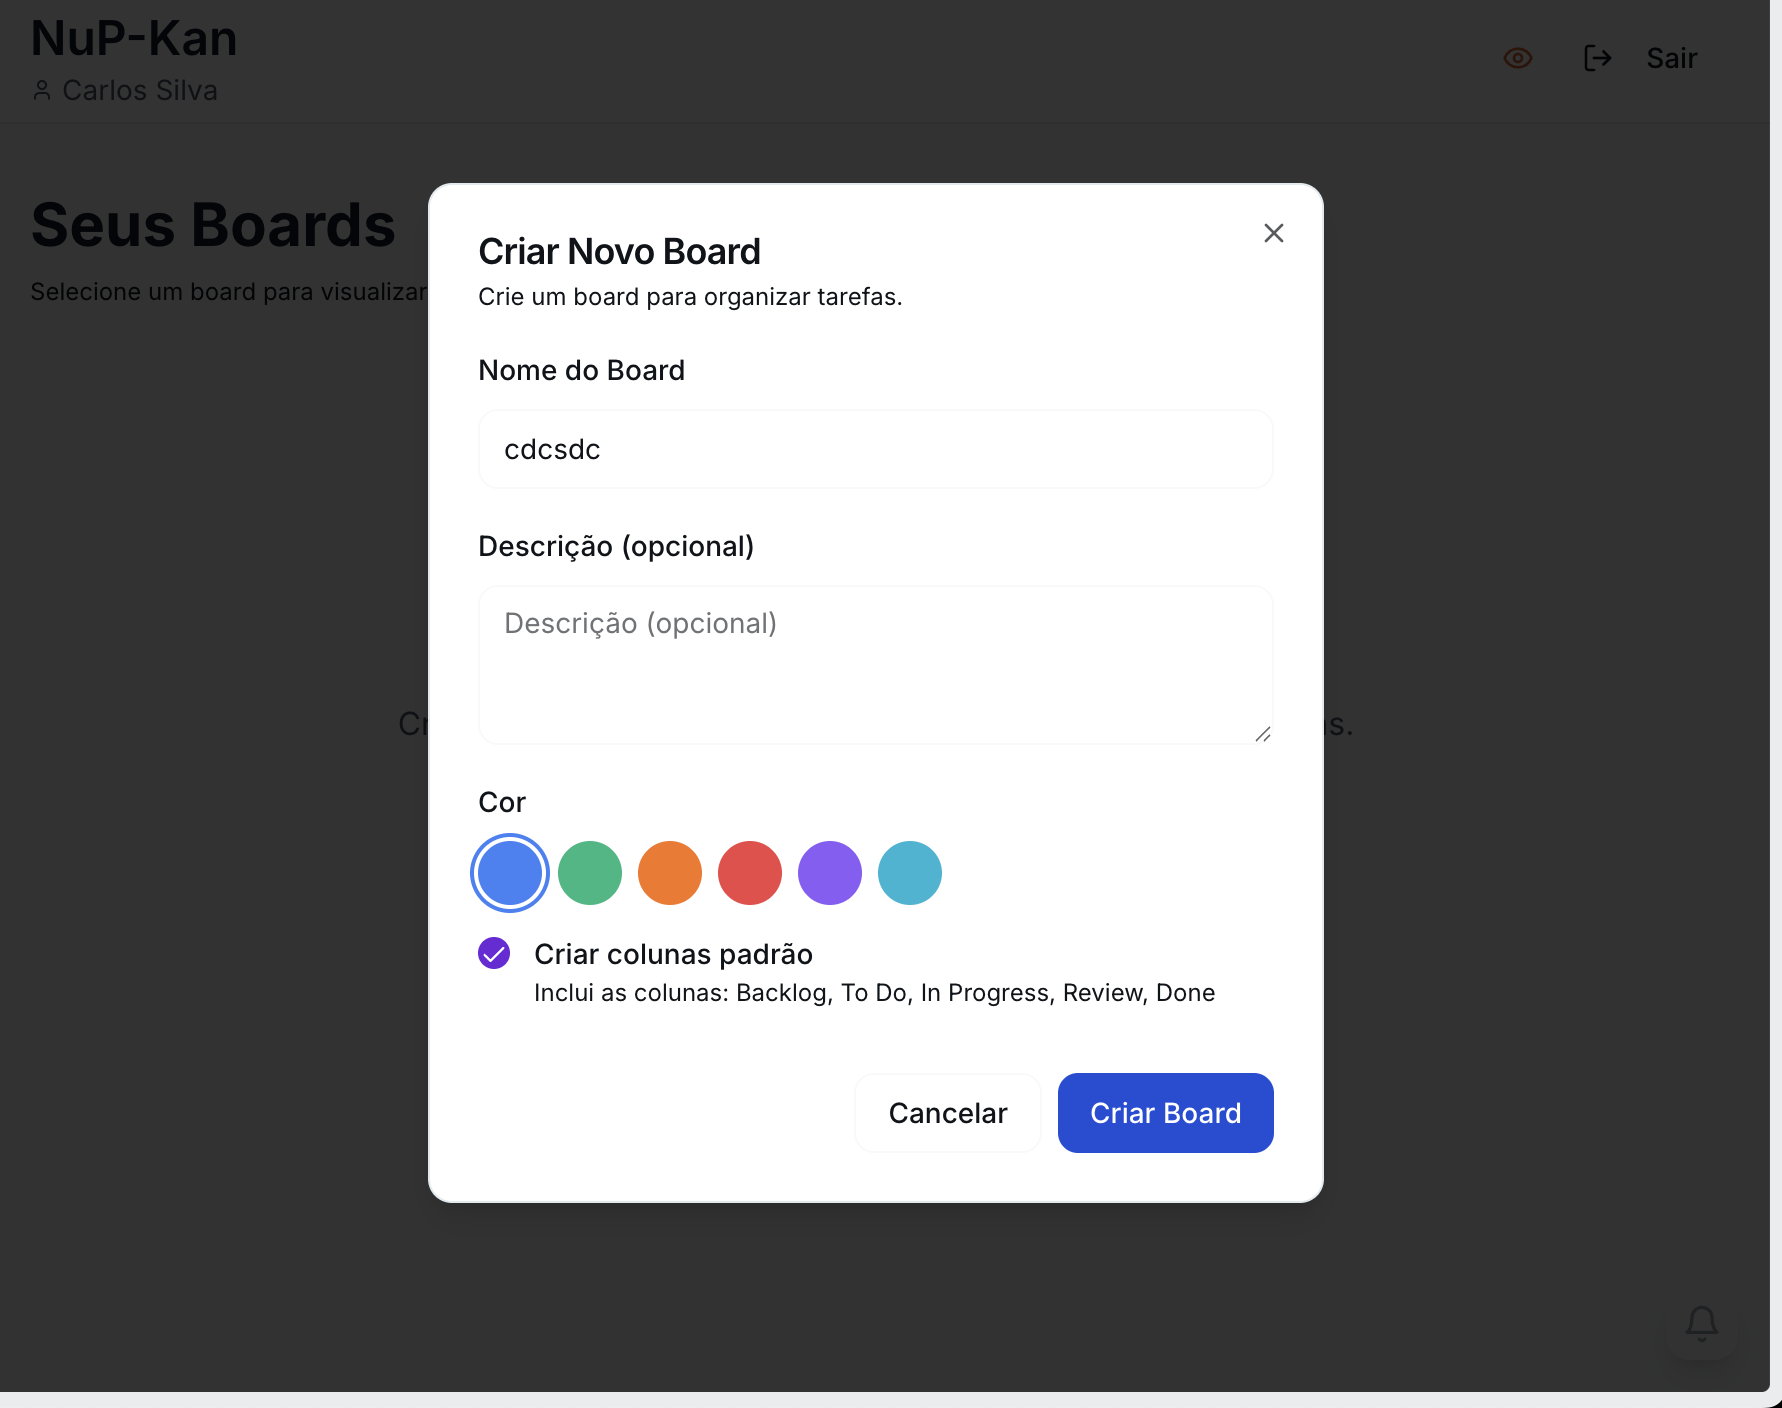 NuP-Kan
Carlos Silva
Sair
Seus Boards
Selecione um board para visualizar
Criar Novo Board
Crie um board para organizar tarefas.
Nome do Board
cdcsdc
Descrição (opcional)
Descrição (opcional)
Cor
Criar colunas padrão
Inclui as colunas: Backlog, To Do, In Progress, Review, Done
Cancelar
Criar Board